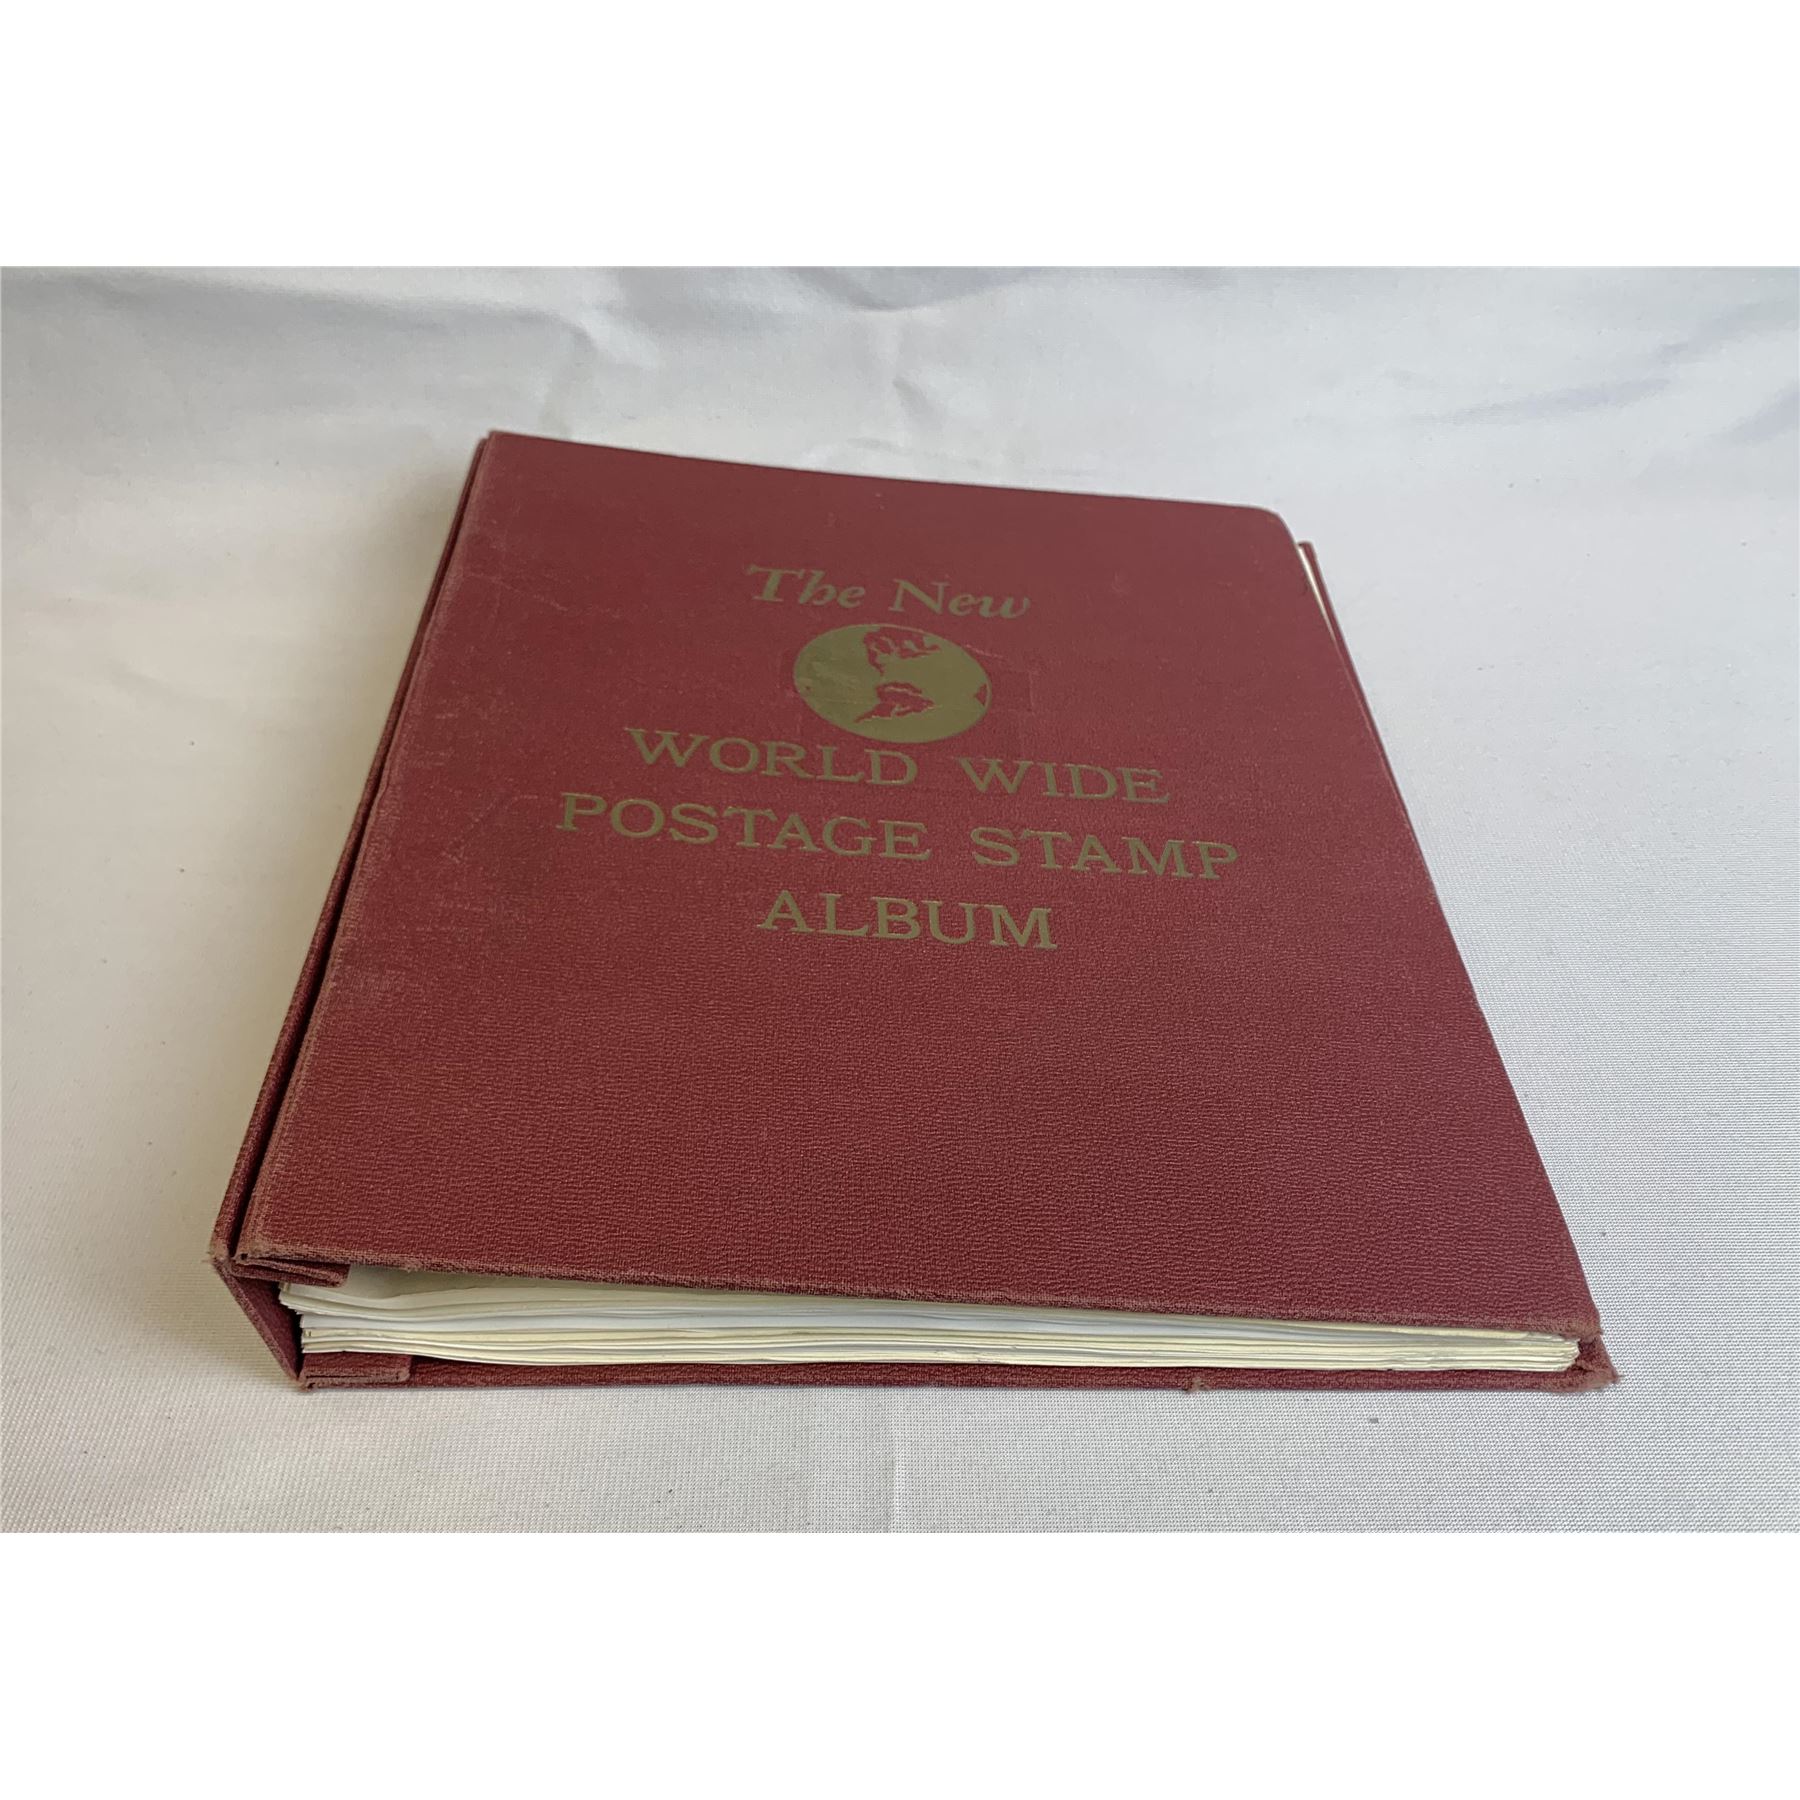 The New
WORLD WIDE
POSTAGE STAMP
ALBUM